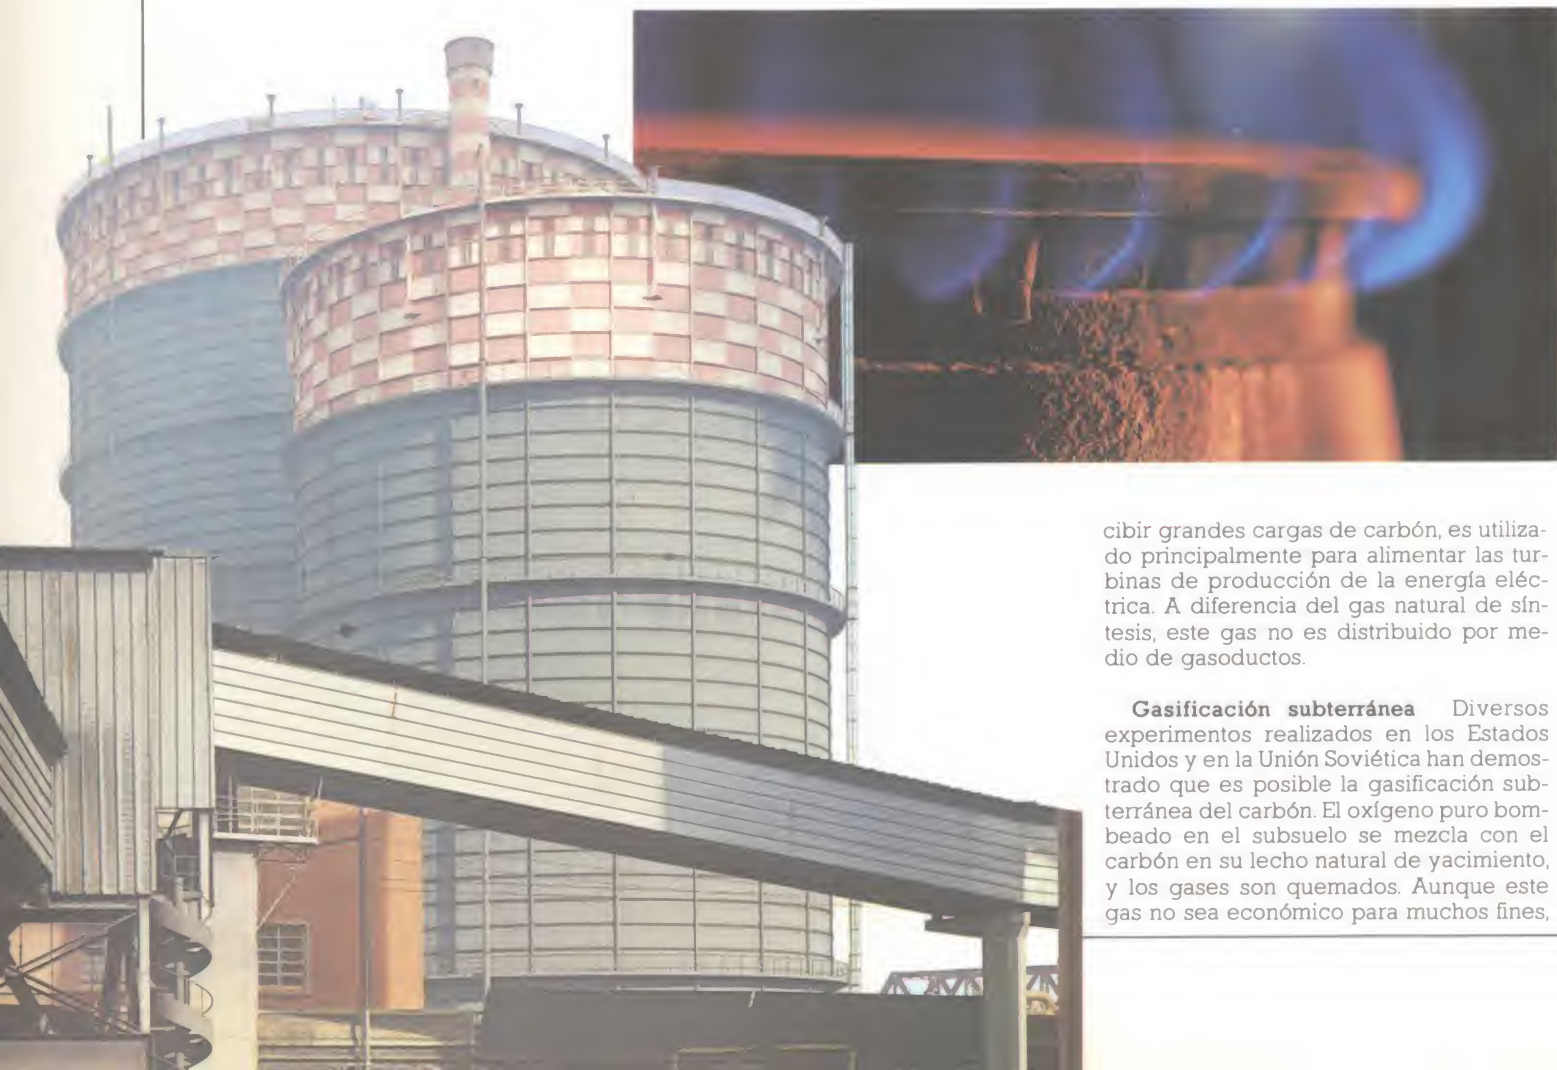 cibir grandes cargas de carbón, es utiliza-
do principalmente para alimentar las tur-
binas de producción de la energía eléc-
trica. A diferencia del gas natural de sín-
tesis, este gas no es distribuido por me-
dio de gasoductos.
Gasificación subterránea Diversos
experimentos realizados en los Estados
Unidos y en la Unión Soviética han demos-
trado que es posible la gasificación sub-
terránea del carbón. El oxígeno puro bom-
beado en el subsuelo se mezcla con el
carbón en su lecho natural de yacimiento,
y los gases son quemados. Aunque este
gas no sea económico para muchos fines,